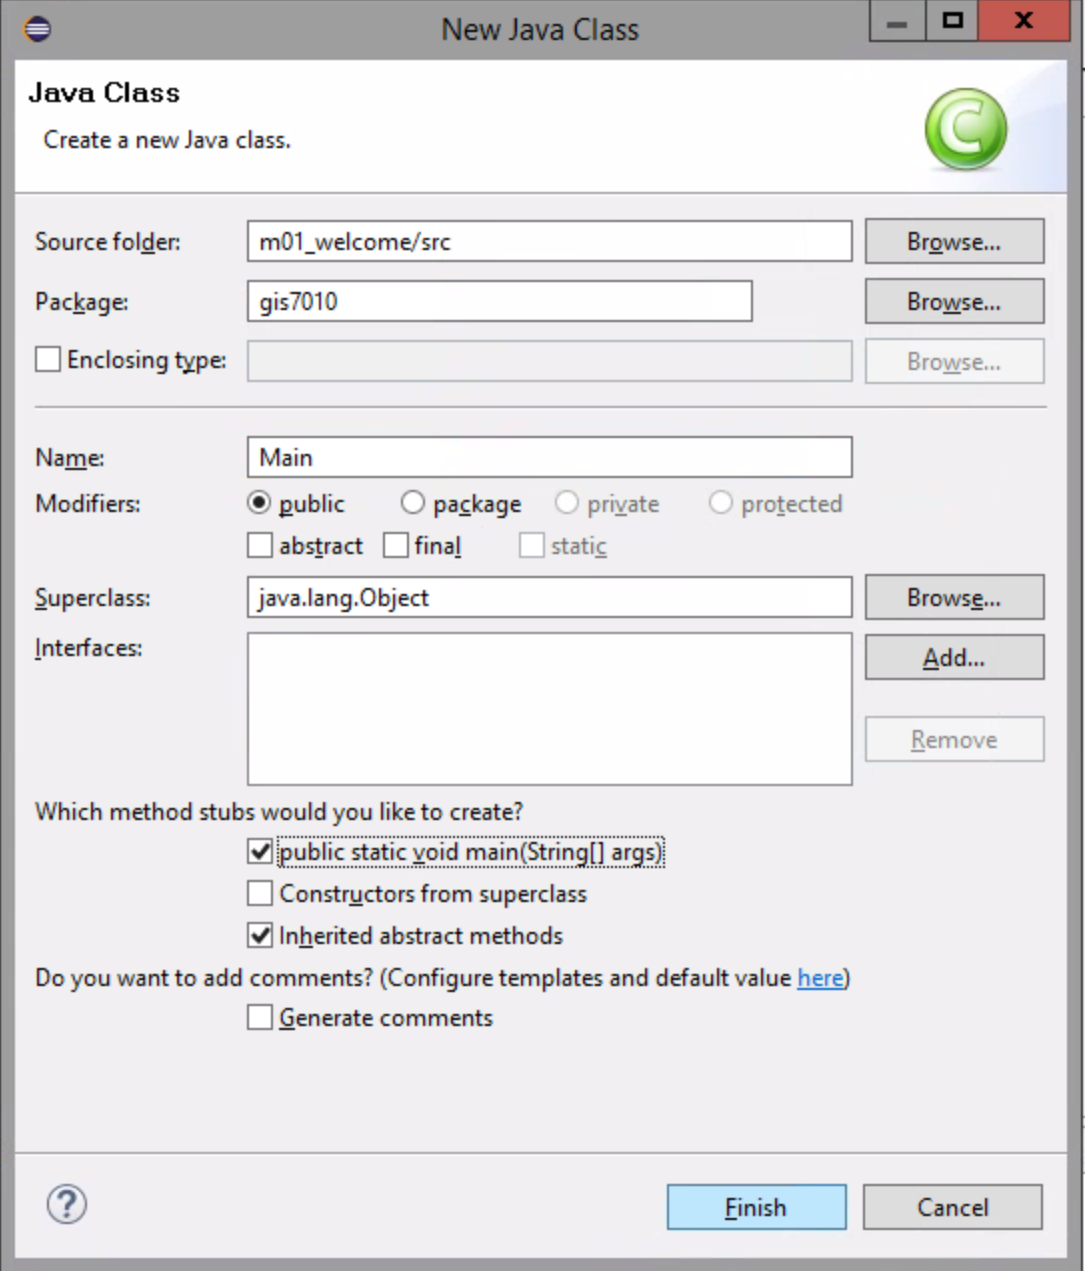 New Java Class
Java Class
Create a new Java class.
Source folder: m01_welcome/src Browse...
Package: gis7010 Browse...
Enclosing type: Browse...
Name: Main
Modifiers: public package private protected
abstract final static
Superclass: java.lang.Object Browse...
Interfaces: Add...
Remove
Which method stubs would you like to create?
public static void main(String[] args)
Constructors from superclass
Inherited abstract methods
Do you want to add comments? (Configure templates and default value here)
Generate comments
? Finish Cancel